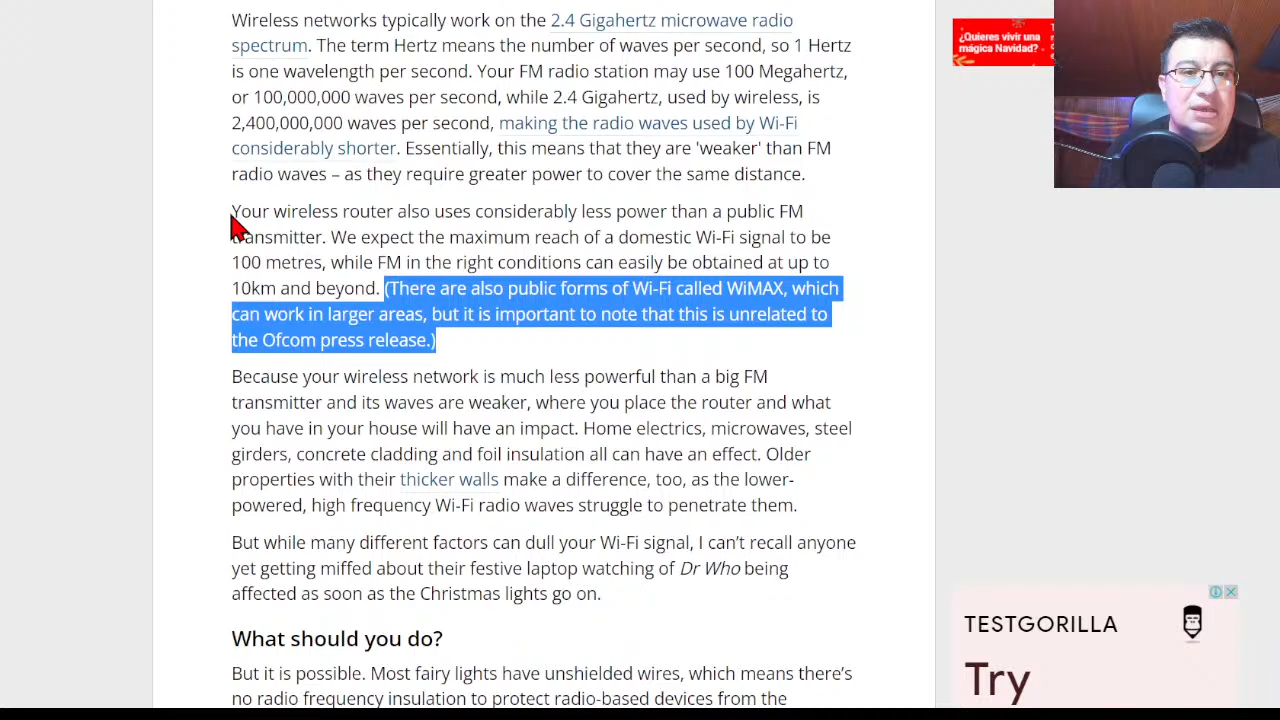 Wireless networks typically work on the 2.4 Gigahertz microwave radio
spectrum. The term Hertz means the number of waves per second, so 1 Hertz
is one wavelength per second. Your FM radio station may use 100 Megahertz,
or 100,000,000 waves per second, while 2.4 Gigahertz, used by wireless, is
2,400,000,000 waves per second, making the radio waves used by Wi-Fi
considerably shorter. Essentially, this means that they are 'weaker' than FM
radio waves – as they require greater power to cover the same distance.
Your wireless router also uses considerably less power than a public FM
transmitter. We expect the maximum reach of a domestic Wi-Fi signal to be
100 metres, while FM in the right conditions can easily be obtained at up to
10km and beyond. (There are also public forms of Wi-Fi called WiMAX, which
can work in larger areas, but it is important to note that this is unrelated to
the Ofcom press release.)
Because your wireless network is much less powerful than a big FM
transmitter and its waves are weaker, where you place the router and what
you have in your house will have an impact. Home electrics, microwaves, steel
girders, concrete cladding and foil insulation all can have an effect. Older
properties with their thicker walls make a difference, too, as the lower-
powered, high frequency Wi-Fi radio waves struggle to penetrate them.
But while many different factors can dull your Wi-Fi signal, I can't recall anyone
yet getting miffed about their festive laptop watching of Dr Who being
affected as soon as the Christmas lights go on.
What should you do?
But it is possible. Most fairy lights have unshielded wires, which means there's
no radio frequency insulation to protect radio-based devices from the
¿Quieres vivir una
mágica Navidad?
TESTGORILLA
Try